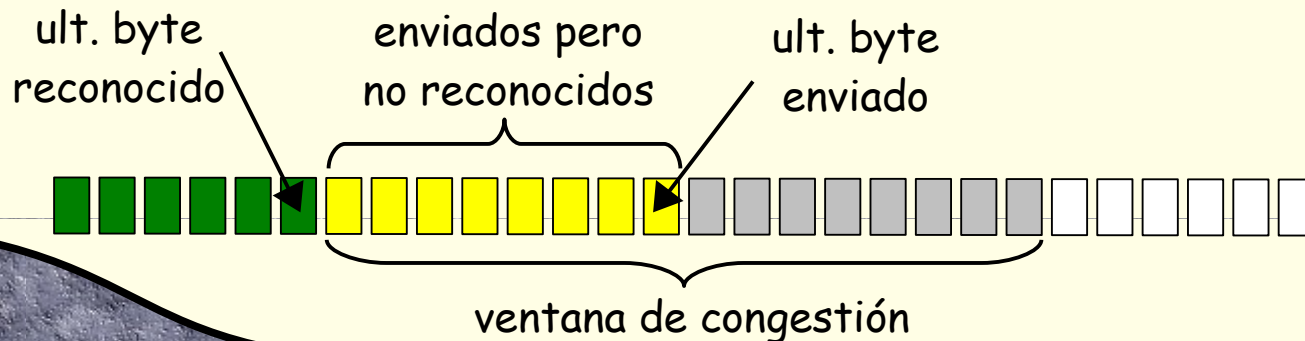 ult. byte
reconocido
enviados pero
no reconocidos
ult. byte
enviado
ventana de congestión